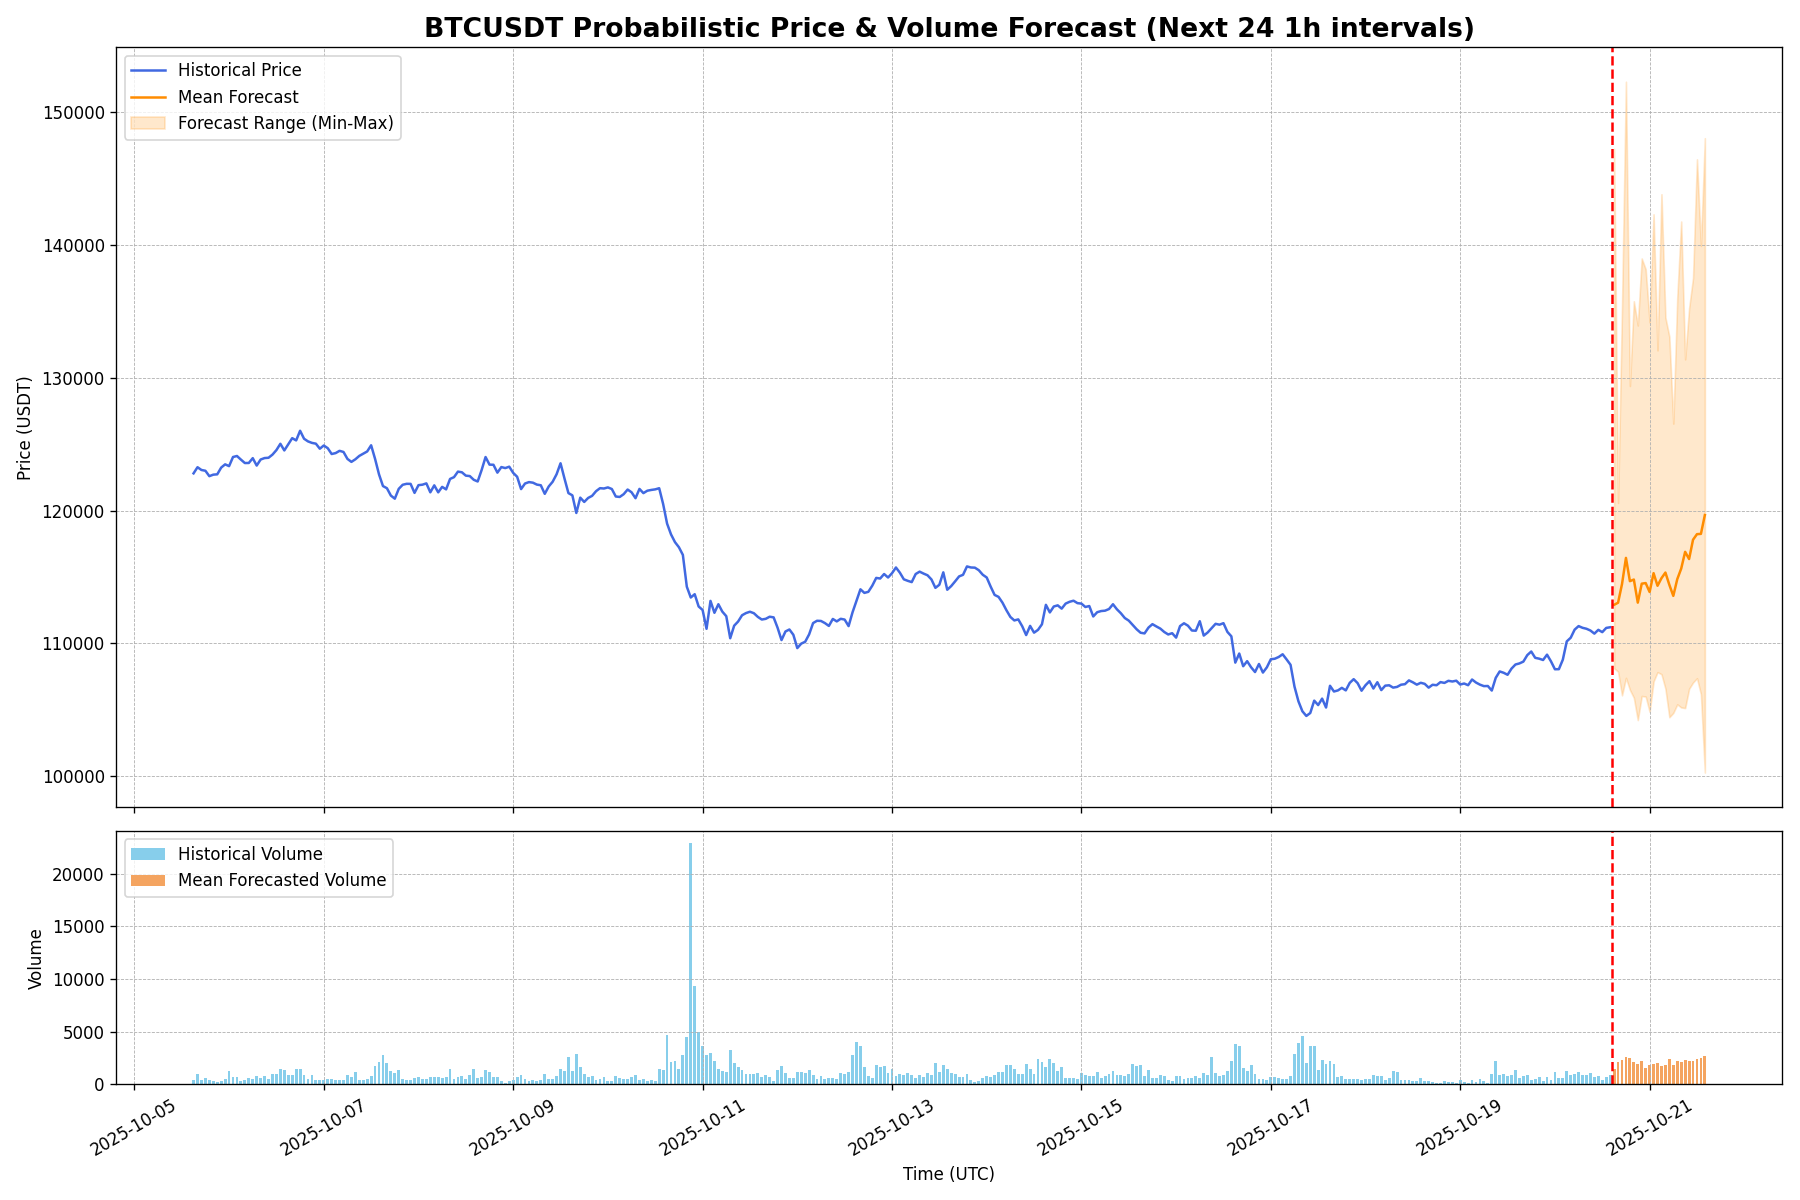 BTCUSDT Probabilistic Price & Volume Forecast (Next 24 1h intervals)
Historical Price
Mean Forecast
Forecast Range (Min-Max)
150000
140000
130000
120000
110000
100000
Price (USDT)
Historical Volume
Mean Forecasted Volume
20000
15000
10000
5000
0
Volume
2025-10-05
2025-10-07
2025-10-09
2025-10-11
2025-10-13
2025-10-15
2025-10-17
2025-10-19
2025-10-21
Time (UTC)